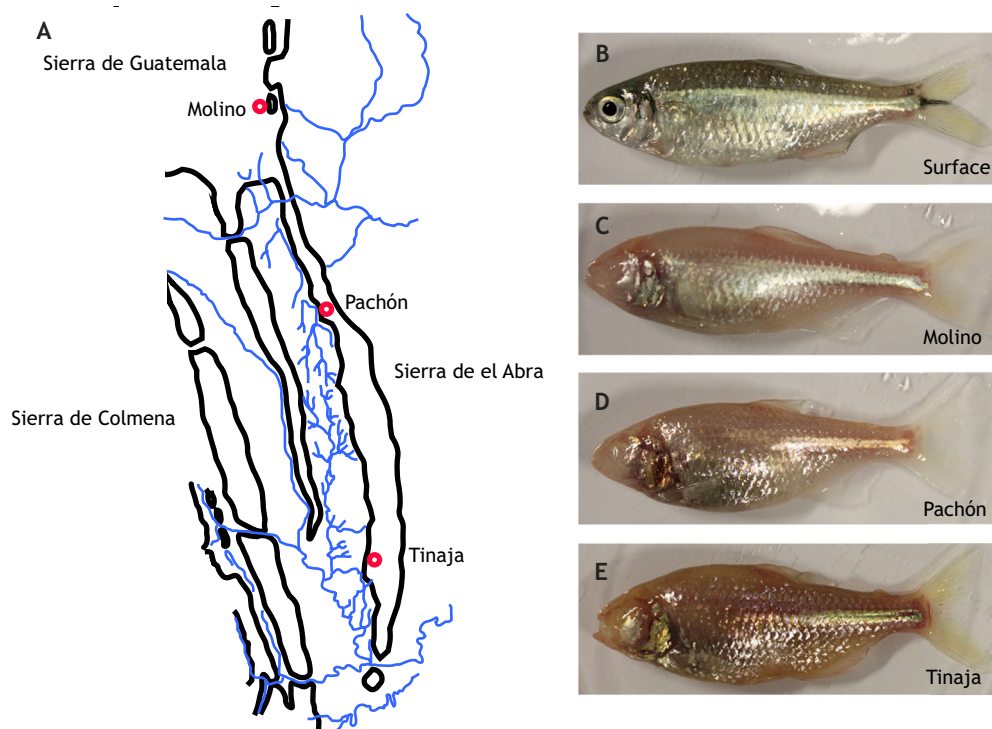 A
Sierra de Guatemala
Molino
Pachón
Sierra de el Abra
Sierra de Colmena
Tinaja
B
Surface
C
Molino
D
Pachón
E
Tinaja